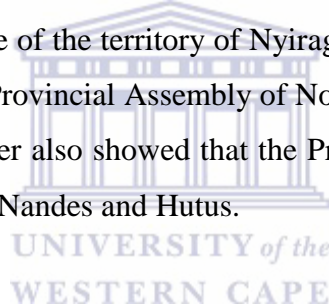 e of the territory of Nyirag
Provincial Assembly of No
er also showed that the Pr
Nandes and Hutus.
UNIVERSITY of the
WESTERN CAPE